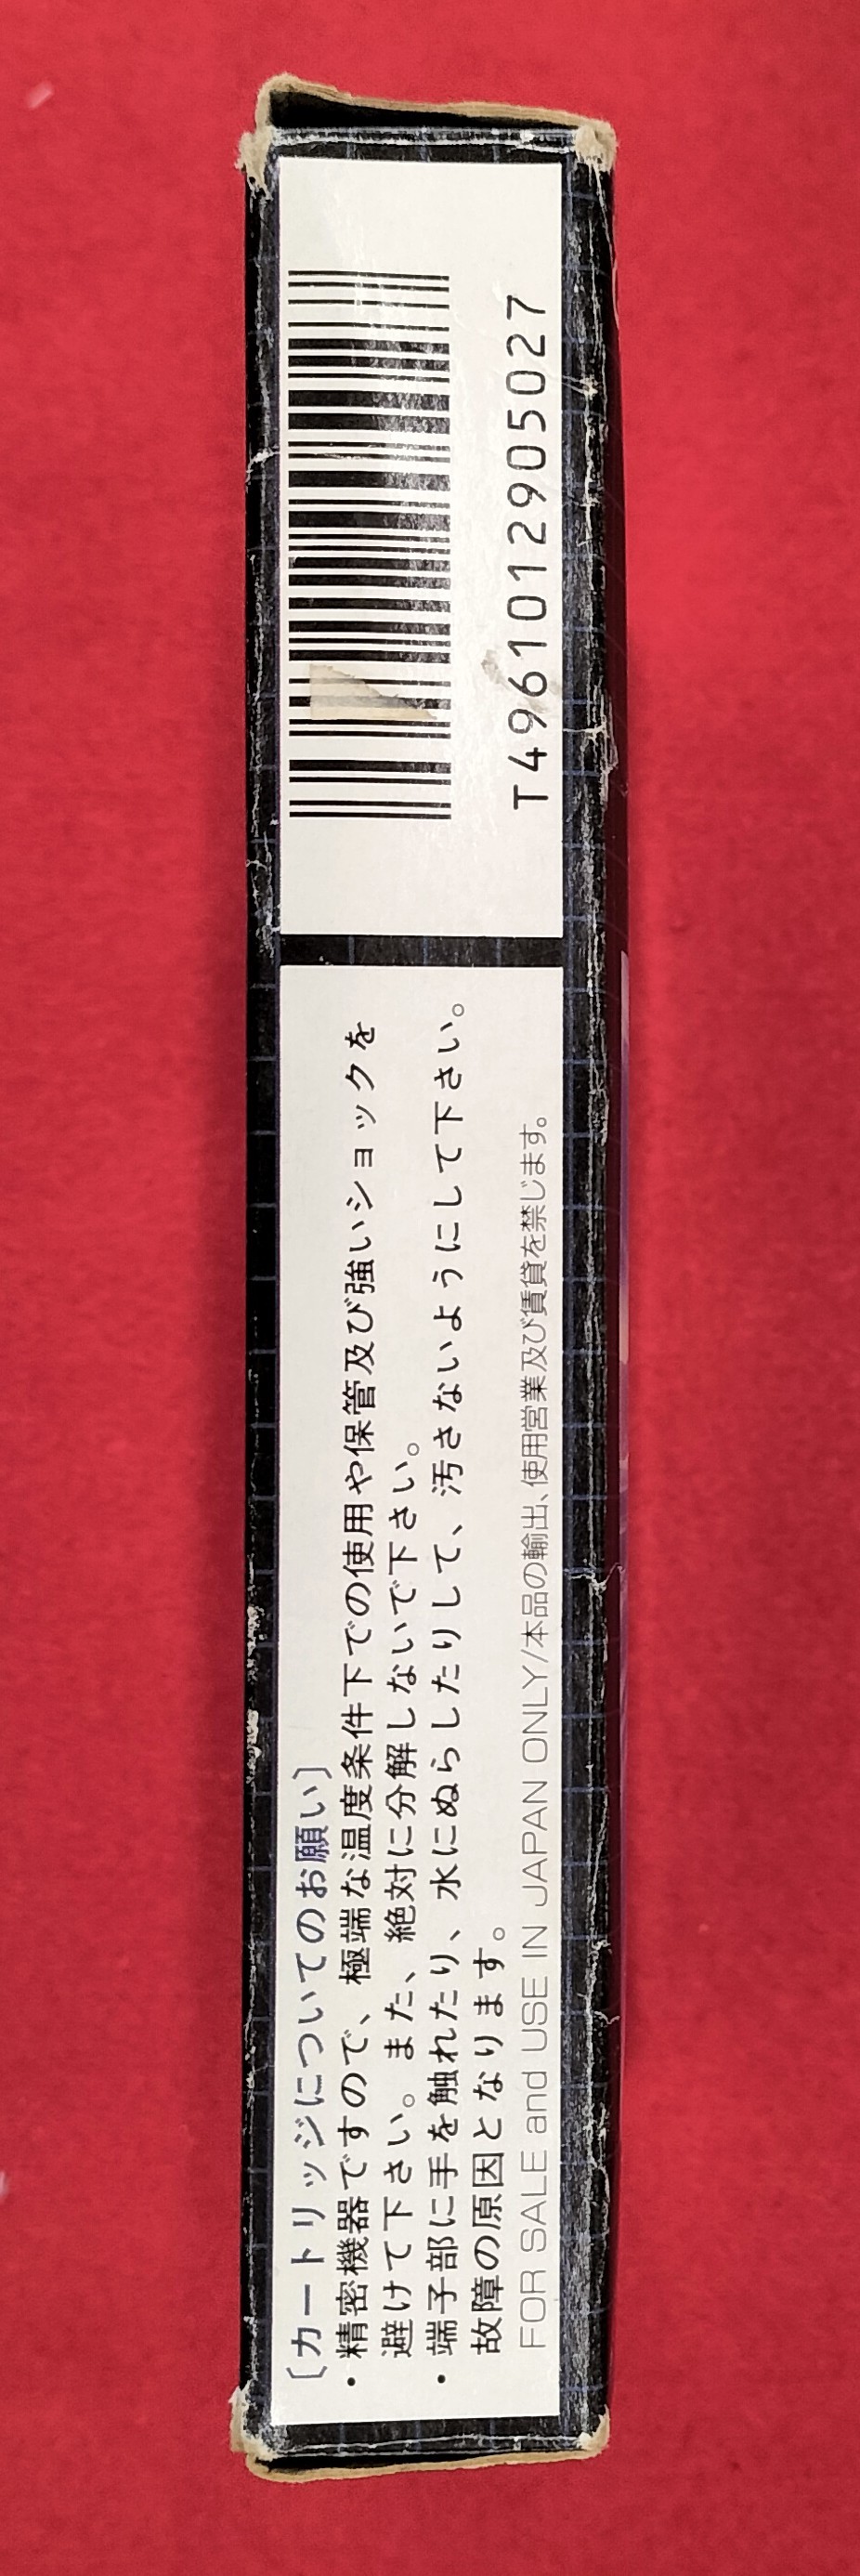 〔カートリッジについてのお願い〕
・精密機器ですので、極端な温度条件下での使用や保管及び強いショックを
避けて下さい。また、絶対に分解しないで下さい。
・端子部に手を触れたり、水にぬらしたりして、汚さないようにして下さい。
故障の原因となります。
FOR SALE and USE IN JAPAN ONLY/本品の輸出、使用営業及び賃貸を禁じます。
T4961012905027